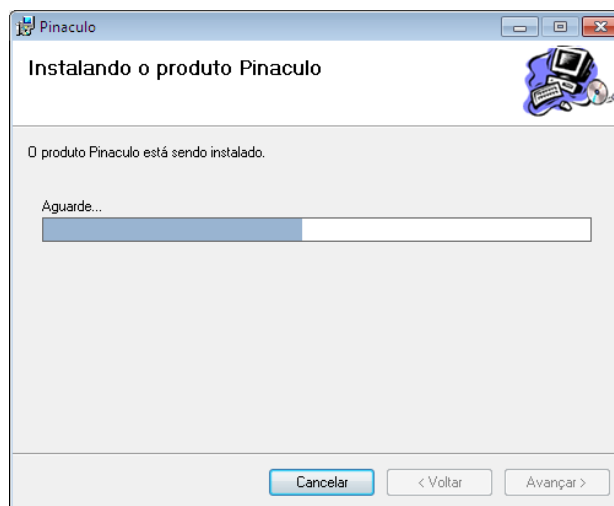 Pinaculo
Instalando o produto Pinaculo
O produto Pinaculo está sendo instalado.
Aguarde...
Cancelar
< Voltar
Avançar >